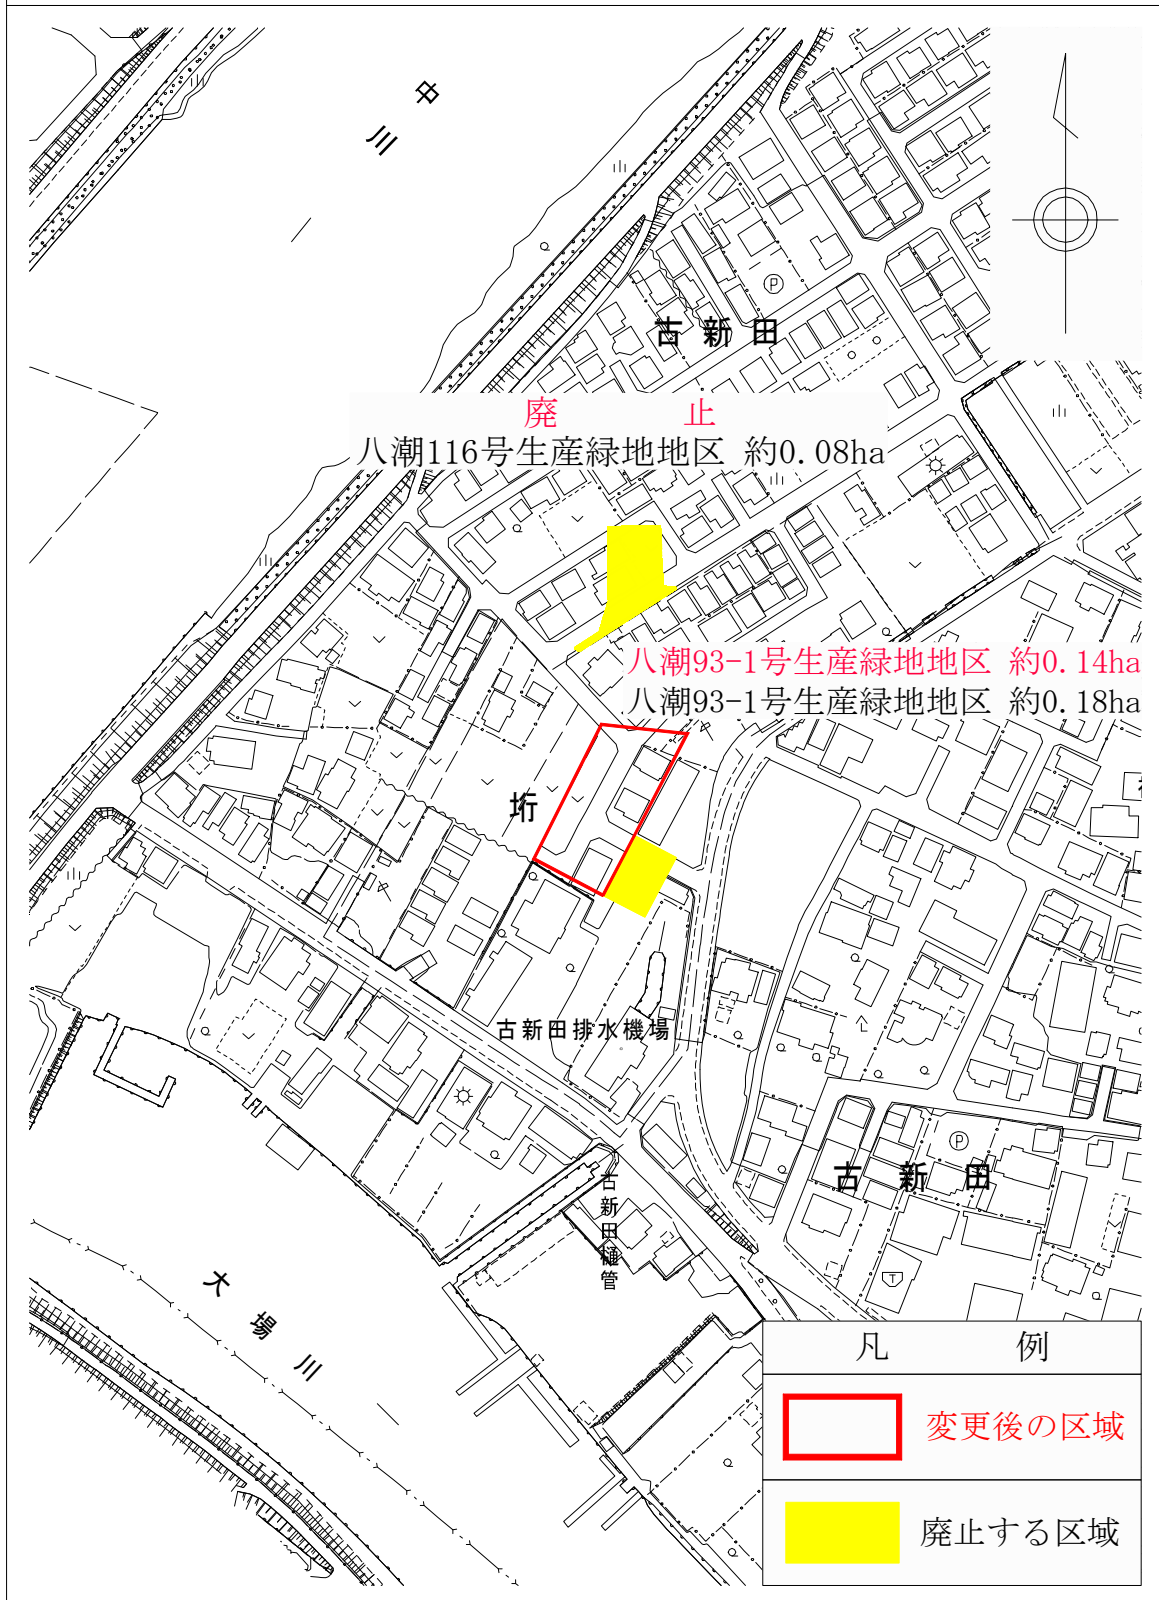 中川
古新田
廃止
八潮116号生産緑地地区 約0.08ha
八潮93-1号生産緑地地区 約0.14ha
八潮93-1号生産緑地地区 約0.18ha
垳
古新田排水機場
古新田樋管
古新田
大場川
P
P
T
凡例
変更後の区域
廃止する区域